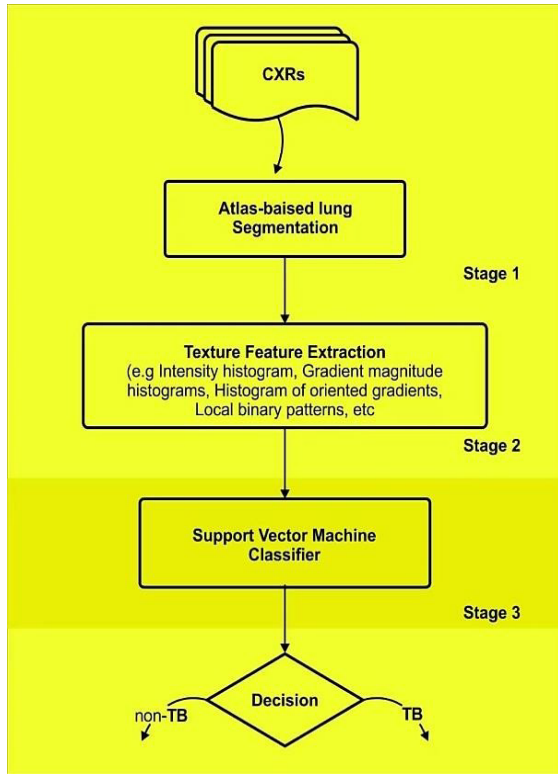 CXRs
Atlas-baised lung
Segmentation
Stage 1
Texture Feature Extraction
(e.g Intensity histogram, Gradient magnitude
histograms, Histogram of oriented gradients,
Local binary patterns, etc
Stage 2
Support Vector Machine
Classifier
Stage 3
Decision
non-TB
TB